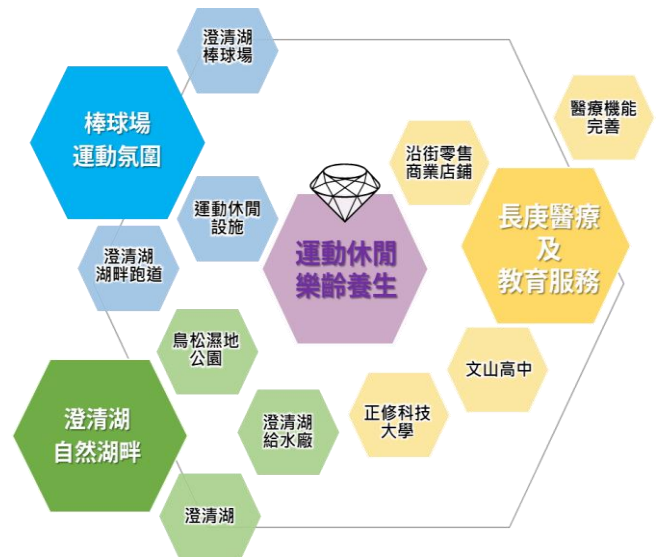 澄清湖
棒球場
棒球場
運動氛圍
醫療機能
完善
沿街零售
商業店鋪
運動休閒
設施
長庚醫療
及
教育服務
運動休閒
樂齡養生
澄清湖
湖畔跑道
鳥松濕地
公園
文山高中
澄清湖
自然湖畔
澄清湖
給水廠
正修科技
大學
澄清湖